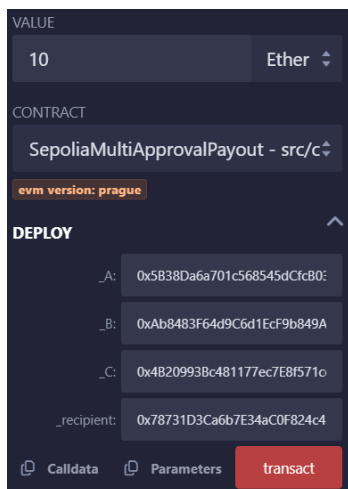 VALUE
10 Ether
CONTRACT
SepoliaMultiApprovalPayout - src/c
evm version: prague
DEPLOY
_A: 0x5B38Da6a701c568545dCfcB03
_B: 0xAb8483F64d9C6d1EcF9b849A
_C: 0x4B20993Bc481177ec7E8f571c
_recipient: 0x78731D3Ca6b7E34aC0F824c4
Calldata Parameters transact